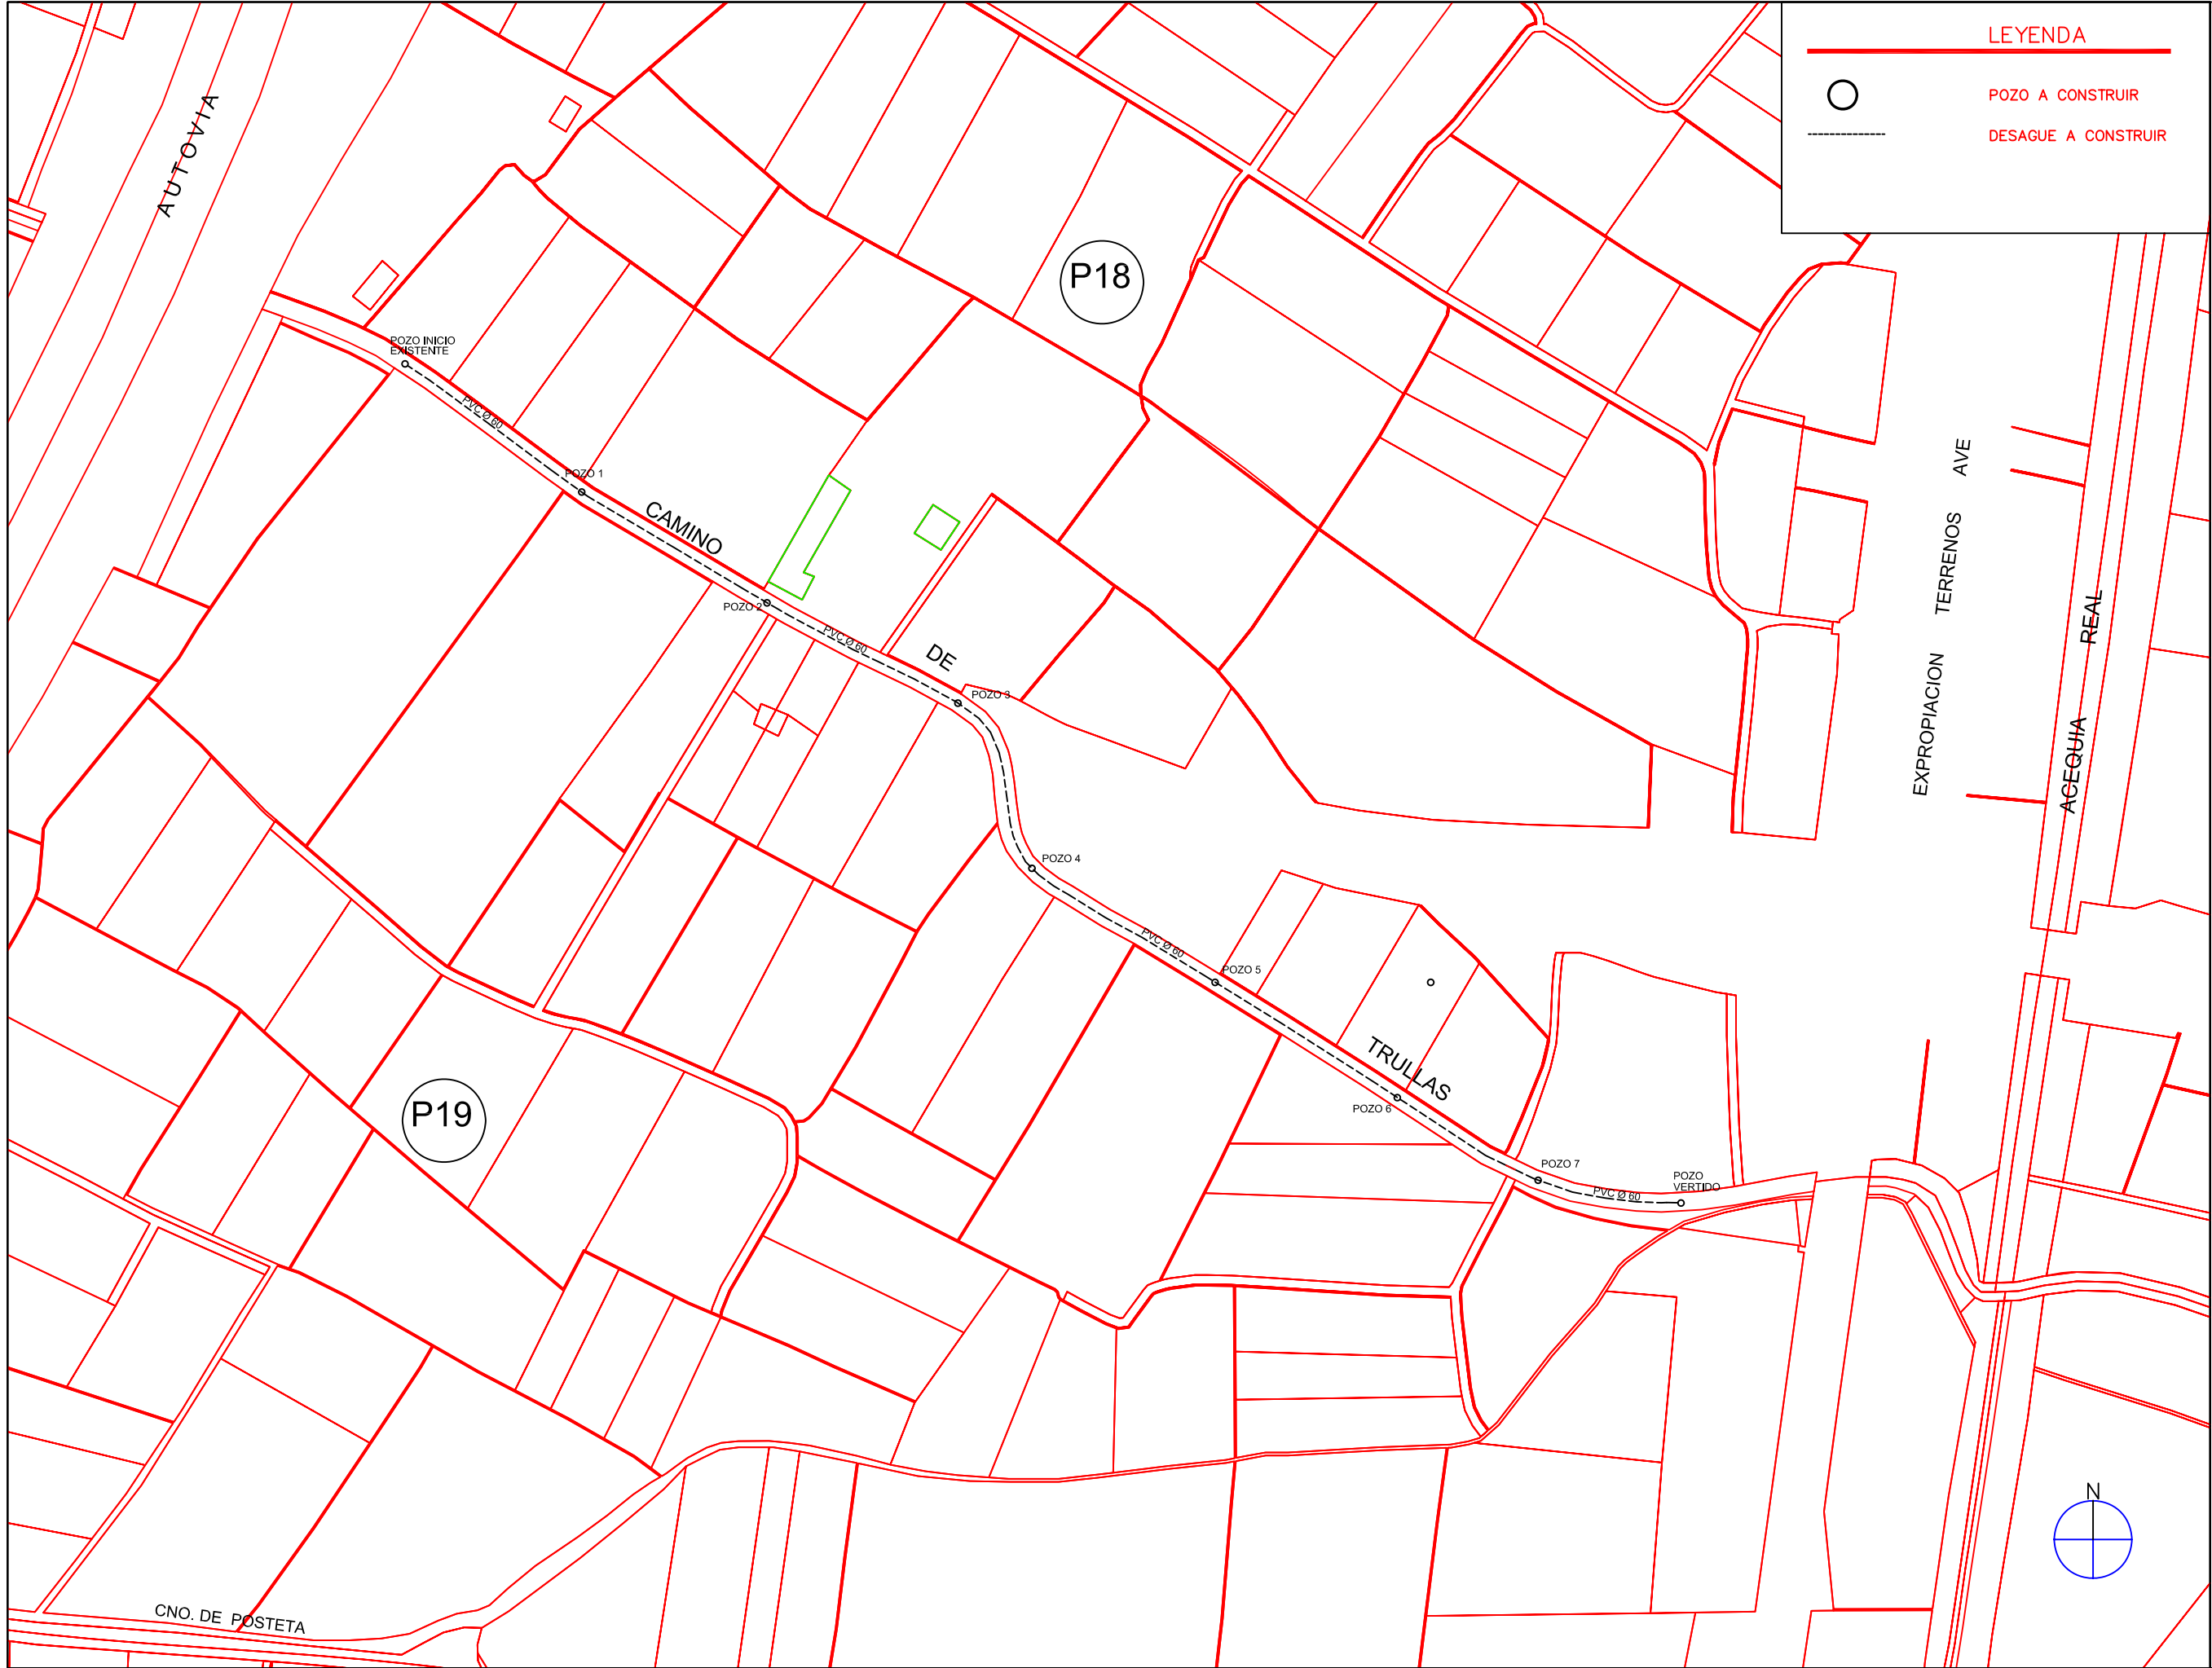 LEYENDA
POZO A CONSTRUIR
DESAGUE A CONSTRUIR
AUTOVIA
P18
POZO INICIO
EXISTENTE
PVC Ø 60
POZO 1
CAMINO
POZO 2
PVC Ø 60
DE
POZO 3
EXPROPIACION TERRENOS AVE
ACEQUIA REAL
POZO 4
PVC Ø 60
POZO 5
TRULLAS
POZO 6
P19
POZO 7
PVC Ø 60
POZO
VERTIDO
N
CNO. DE POSTETA